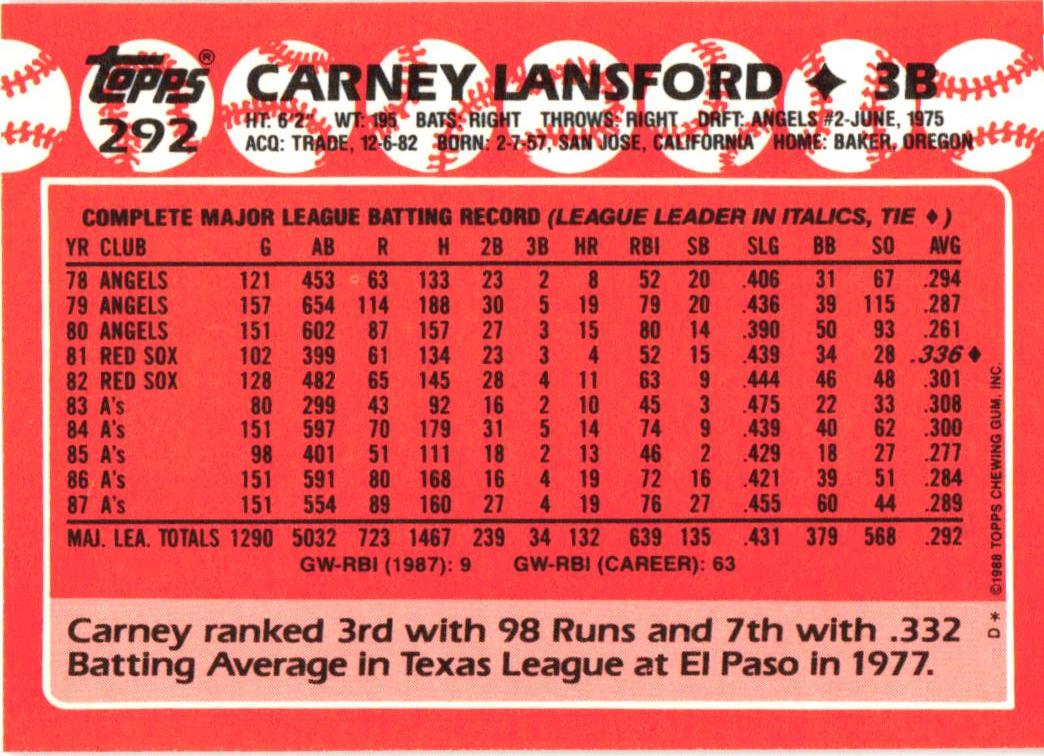 Topps® CARNEY LANSFORD ✦ 3B
292 HT: 6'2" WT: 195 BATS: RIGHT THROWS: RIGHT DRFT: ANGELS #2-JUNE, 1975
ACQ: TRADE, 12-6-82 BORN: 2-7-57, SAN JOSE, CALIFORNIA HOME: BAKER, OREGON
COMPLETE MAJOR LEAGUE BATTING RECORD (LEAGUE LEADER IN ITALICS, TIE ♦)
YR CLUB G AB R H 2B 3B HR RBI SB SLG BB SO AVG
78 ANGELS 121 453 63 133 23 2 8 52 20 .406 31 67 .294
79 ANGELS 157 654 114 188 30 5 19 79 20 .436 39 115 .287
80 ANGELS 151 602 87 157 27 3 15 80 14 .390 50 93 .261
81 RED SOX 102 399 61 134 23 3 4 52 15 .439 34 28 .336 ♦
82 RED SOX 128 482 65 145 28 4 11 63 9 .444 46 48 .301
83 A's 80 299 43 92 16 2 10 45 3 .475 22 33 .308
84 A's 151 597 70 179 31 5 14 74 9 .439 40 62 .300
85 A's 98 401 51 111 18 2 13 46 2 .429 18 27 .277
86 A's 151 591 80 168 16 4 19 72 16 .421 39 51 .284
87 A's 151 554 89 160 27 4 19 76 27 .455 60 44 .289
MAJ. LEA. TOTALS 1290 5032 723 1467 239 34 132 639 135 .431 379 568 .292
GW-RBI (1987): 9 GW-RBI (CAREER): 63
©1988 TOPPS CHEWING GUM, INC.
D*
Carney ranked 3rd with 98 Runs and 7th with .332
Batting Average in Texas League at El Paso in 1977.